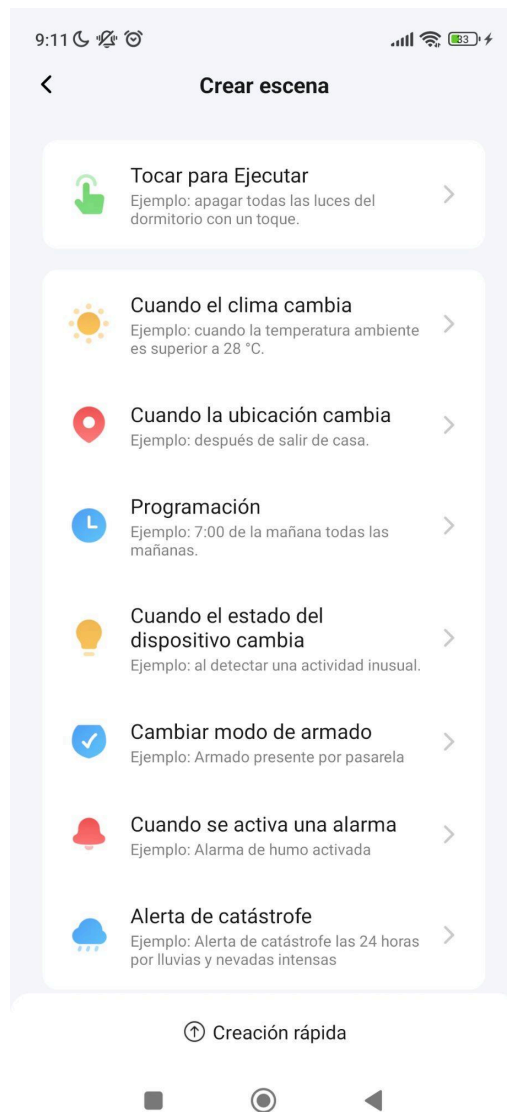 9:11
83
Crear escena
Tocar para Ejecutar
Ejemplo: apagar todas las luces del
dormitorio con un toque.
Cuando el clima cambia
Ejemplo: cuando la temperatura ambiente
es superior a 28 °C.
Cuando la ubicación cambia
Ejemplo: después de salir de casa.
Programación
Ejemplo: 7:00 de la mañana todas las
mañanas.
Cuando el estado del
dispositivo cambia
Ejemplo: al detectar una actividad inusual.
Cambiar modo de armado
Ejemplo: Armado presente por pasarela
Cuando se activa una alarma
Ejemplo: Alarma de humo activada
Alerta de catástrofe
Ejemplo: Alerta de catástrofe las 24 horas
por lluvias y nevadas intensas
Creación rápida